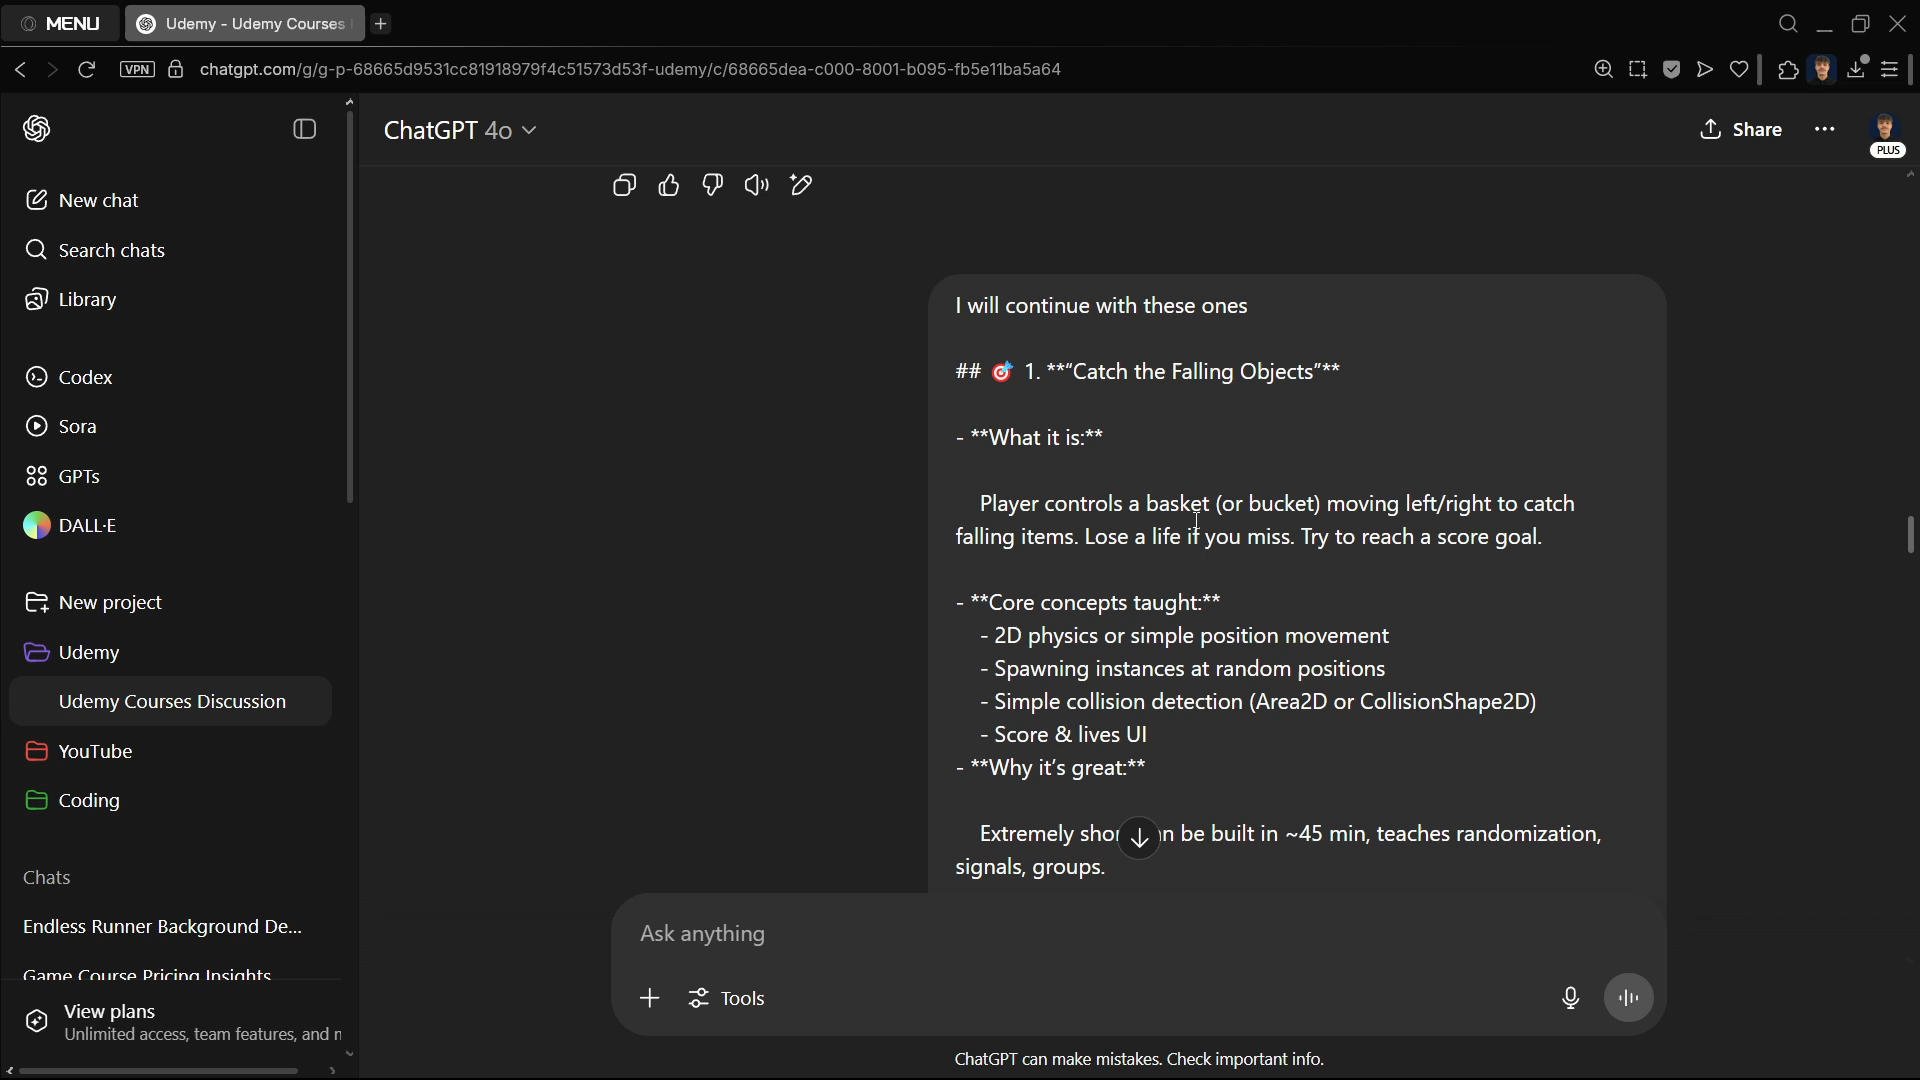 MENU
Udemy - Udemy Courses
VPN
chatgpt.com/g/g-p-68665d9531cc81918979f4c51573d53f-udemy/c/68665dea-c000-8001-b095-fb5e11ba5a64
ChatGPT 4o
Share
PLUS
New chat
Search chats
Library
Codex
Sora
GPTs
DALL·E
New project
Udemy
Udemy Courses Discussion
YouTube
Coding
Chats
Endless Runner Background De...
Game Course Pricing Insights
View plans
Unlimited access, team features, and
I will continue with these ones
## 🎯 1. **“Catch the Falling Objects”**
- **What it is:**
Player controls a basket (or bucket) moving left/right to catch
falling items. Lose a life if you miss. Try to reach a score goal.
- **Core concepts taught:**
- 2D physics or simple position movement
- Spawning instances at random positions
- Simple collision detection (Area2D or CollisionShape2D)
- Score & lives UI
- **Why it’s great:**
Extremely be built in ~45 min, teaches randomization,
signals, groups.
Ask anything
Tools
ChatGPT can make mistakes. Check important info.